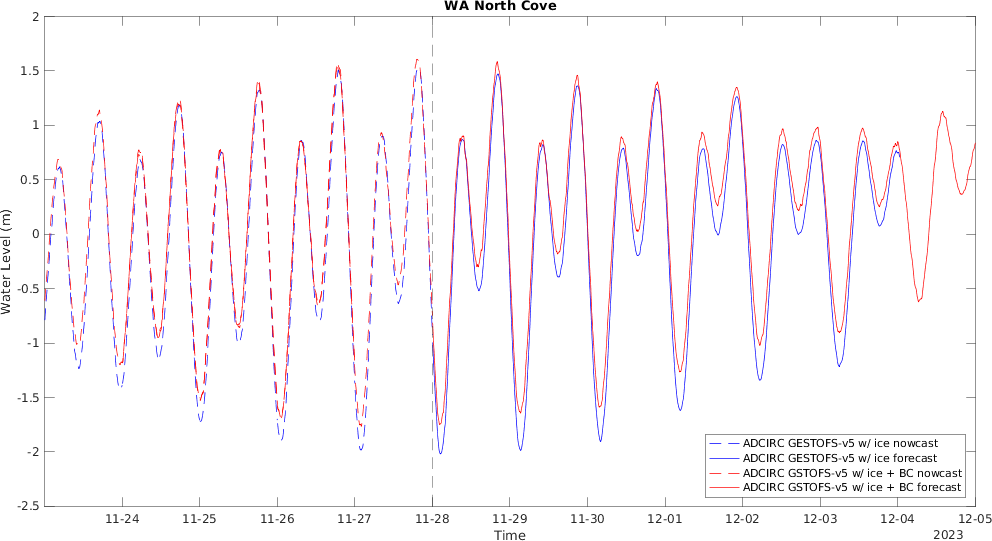 WA North Cove
2
1.5
1
0.5
0
-0.5
-1
-1.5
-2
-2.5
Water Level (m)
11-24 11-25 11-26 11-27 11-28 11-29 11-30 12-01 12-02 12-03 12-04 12-05
Time
2023
ADCIRC GESTOFS-v5 w/ ice nowcast
ADCIRC GESTOFS-v5 w/ ice forecast
ADCIRC GSTOFS-v5 w/ ice + BC nowcast
ADCIRC GSTOFS-v5 w/ ice + BC forecast